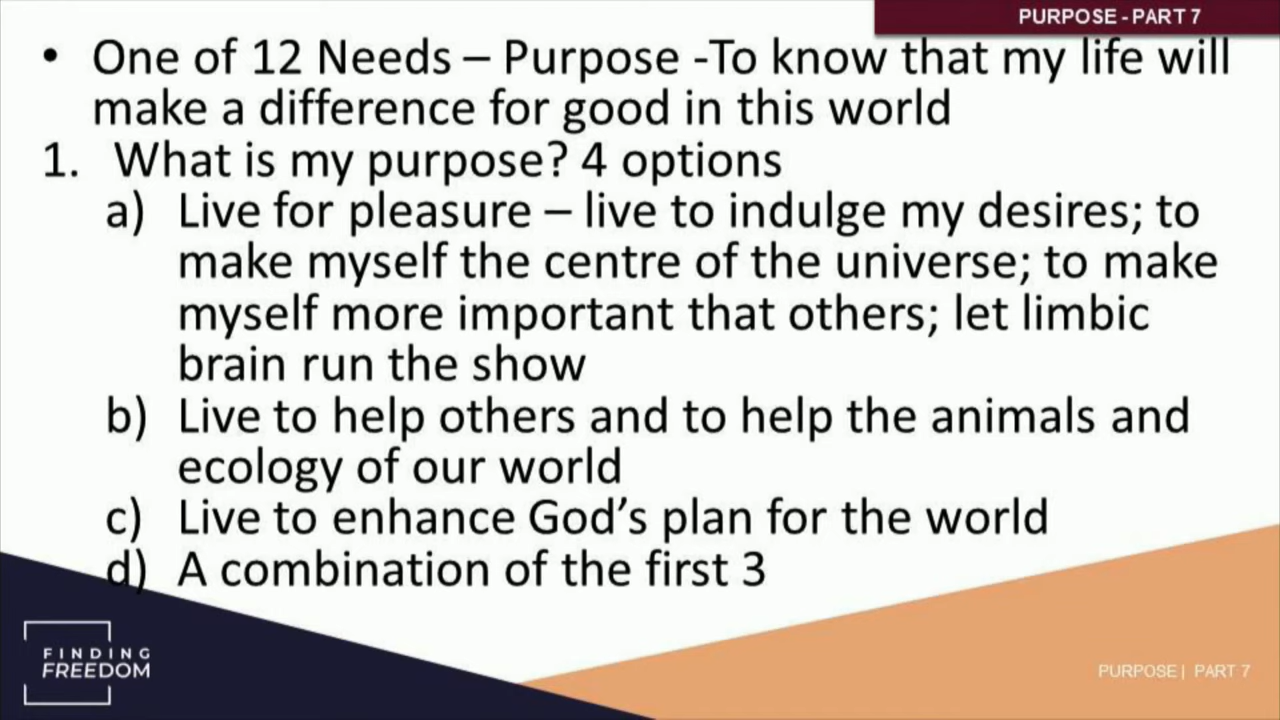 PURPOSE - PART 7
• One of 12 Needs – Purpose -To know that my life will
make a difference for good in this world
1. What is my purpose? 4 options
a) Live for pleasure – live to indulge my desires; to
make myself the centre of the universe; to make
myself more important that others; let limbic
brain run the show
b) Live to help others and to help the animals and
ecology of our world
c) Live to enhance God’s plan for the world
d) A combination of the first 3
FINDING
FREEDOM
PURPOSE | PART 7